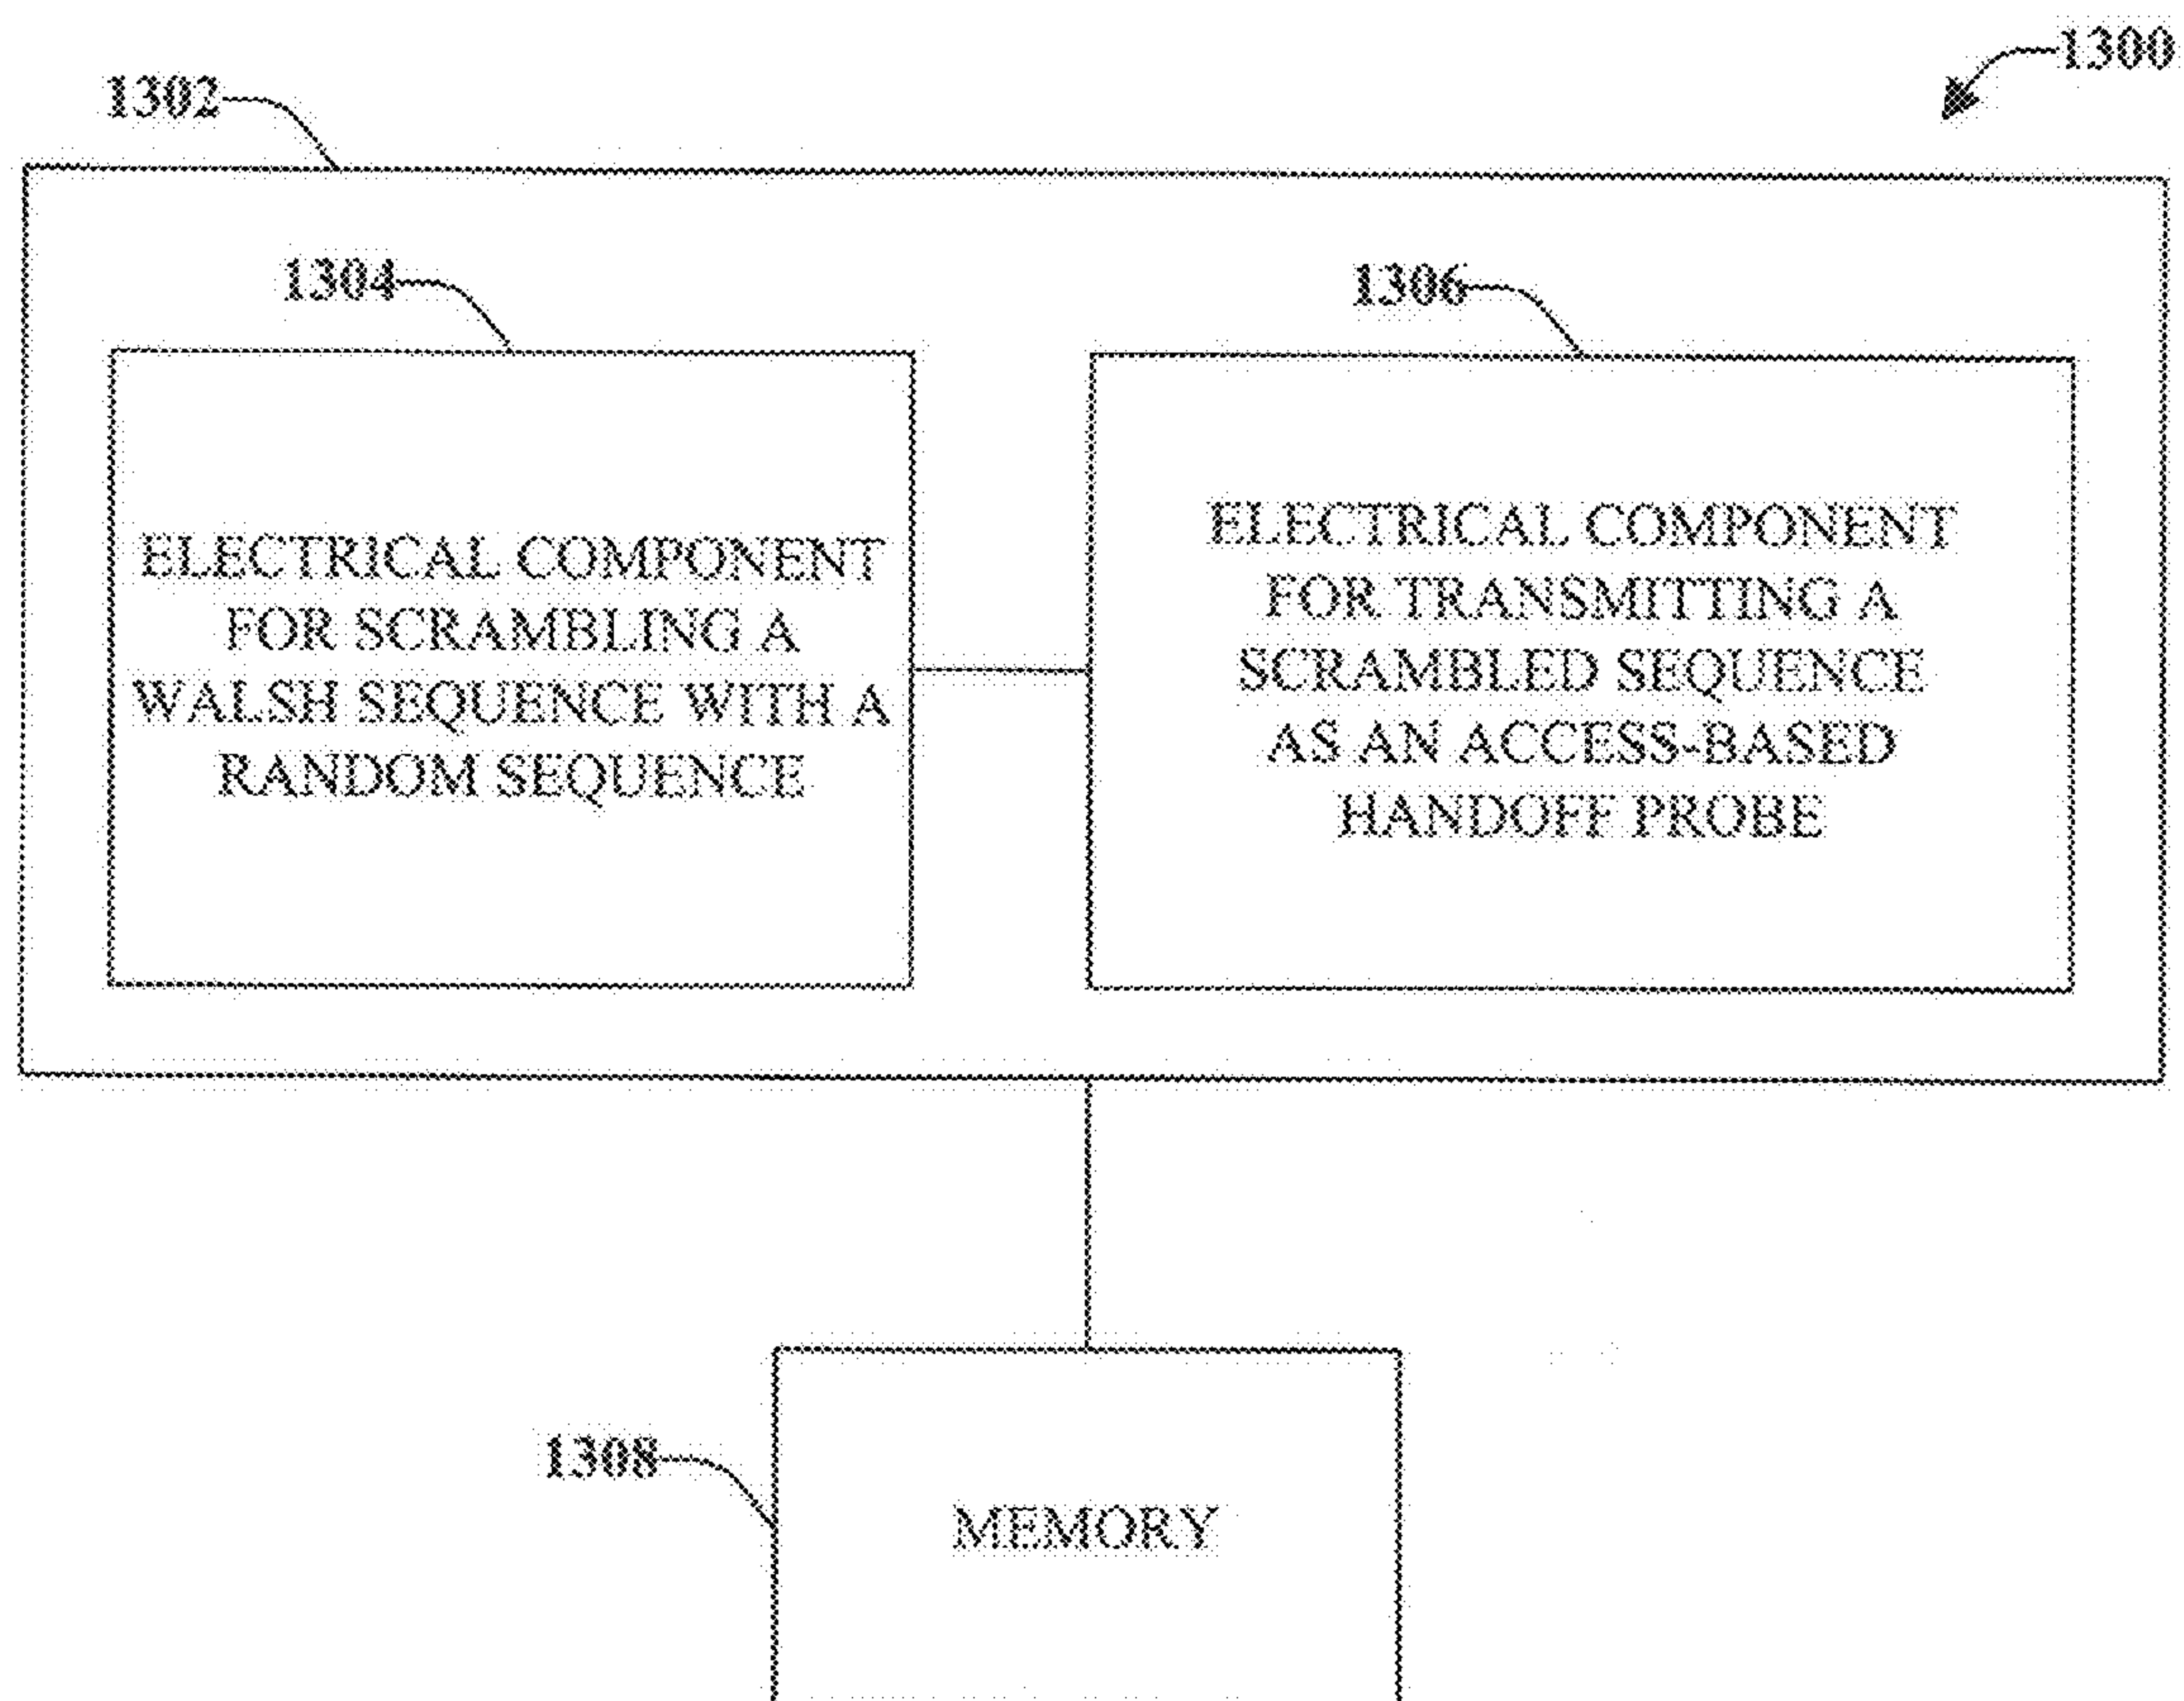 1300
1302
1304
1306
ELECTRICAL COMPONENT
FOR SCRAMBLING A
WALSH SEQUENCE WITH A
RANDOM SEQUENCE
ELECTRICAL COMPONENT
FOR TRANSMITTING A
SCRAMBLED SEQUENCE
AS AN ACCESS-BASED
HANDOFF PROBE
1308
MEMORY